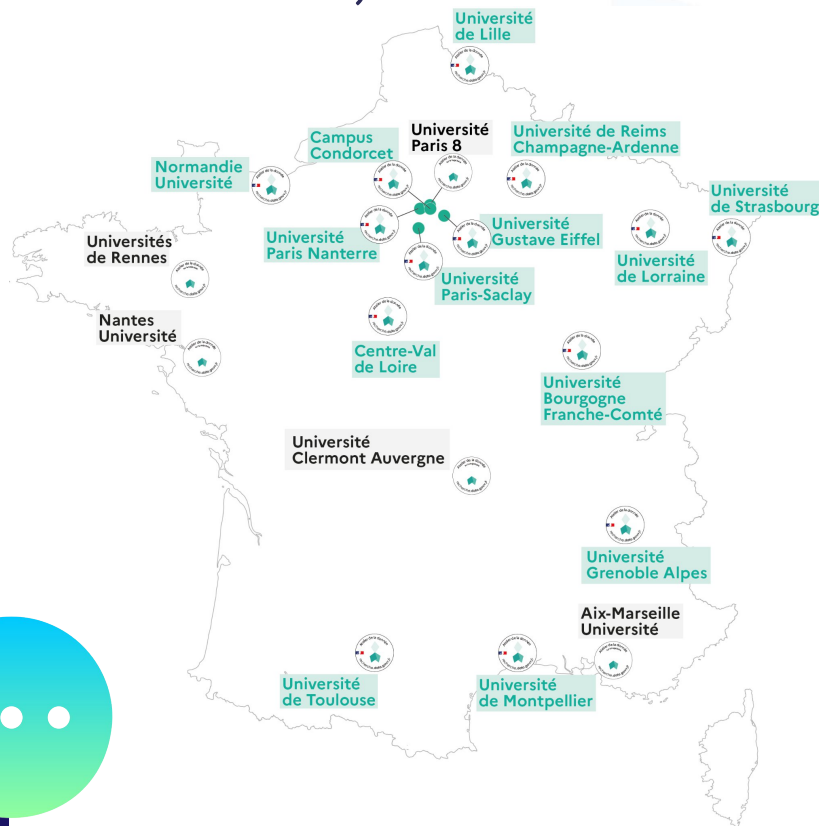 Université
de Lille
Campus
Condorcet
Université
Paris 8
Université de Reims
Champagne-Ardenne
Normandie
Université
Université
de Strasbourg
Universités
de Rennes
Université
Paris Nanterre
Université
Gustave Eiffel
Université
de Lorraine
Université
Paris-Saclay
Nantes
Université
Centre-Val
de Loire
Université
Bourgogne
Franche-Comté
Université
Clermont Auvergne
Université
Grenoble Alpes
Aix-Marseille
Université
Université
de Toulouse
Université
de Montpellier